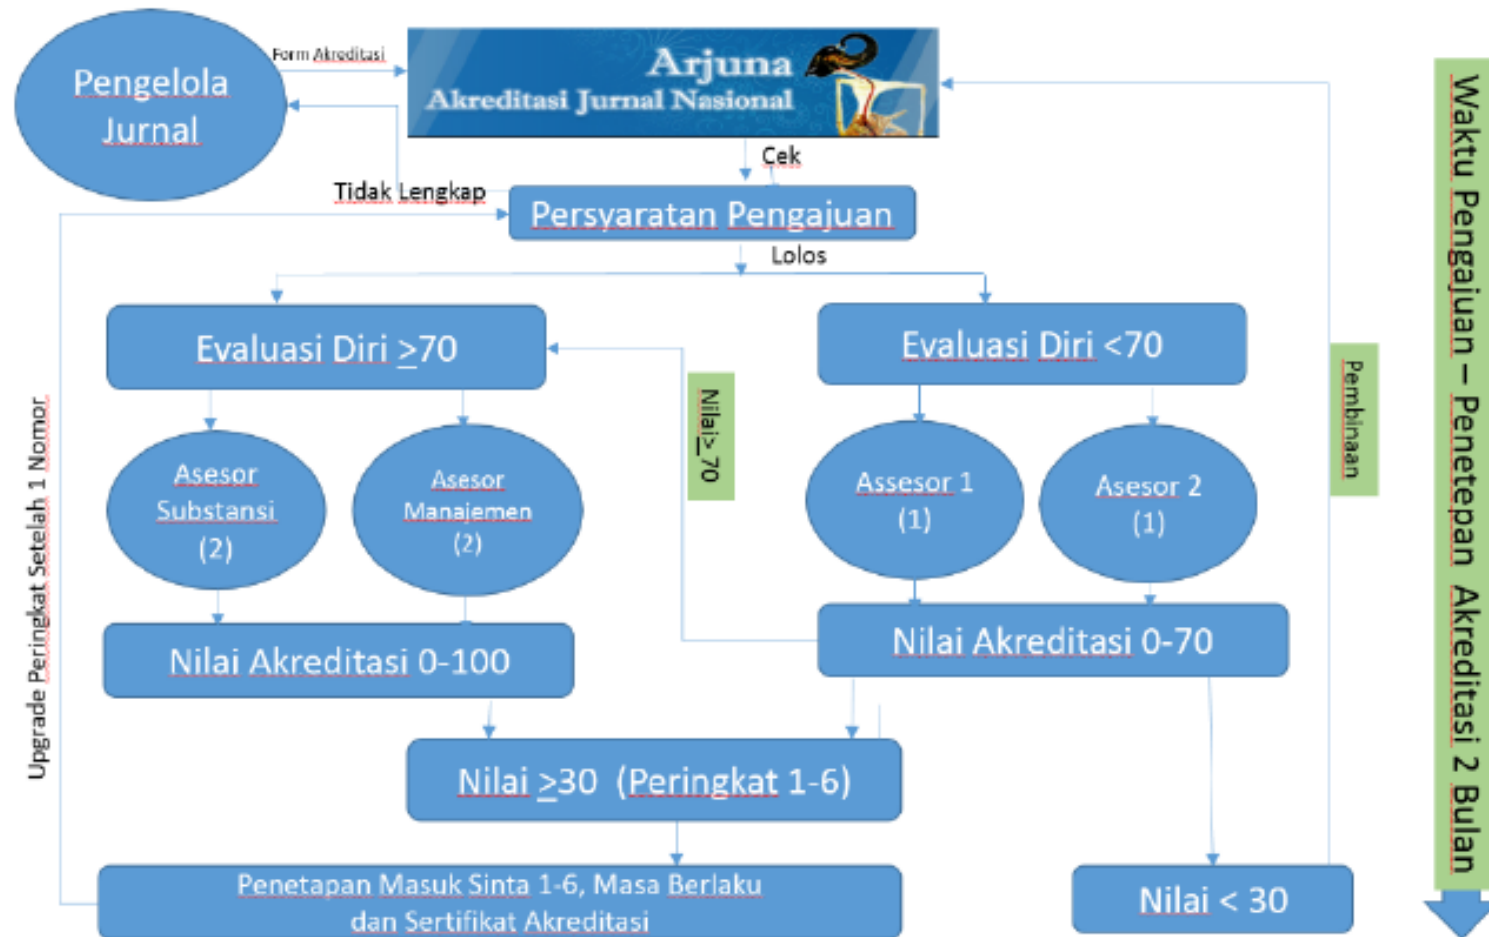 Pengelola
Jurnal
Form Akreditasi
Arjuna
Akreditasi Jurnal Nasional
Cek
Tidak Lengkap
Persyaratan Pengajuan
Lolos
Evaluasi Diri ≥70
Evaluasi Diri <70
Nilai≥ 70
Pembinaan
Asesor
Substansi
(2)
Asesor
Manajemen
(2)
Assesor 1
(1)
Asesor 2
(1)
Nilai Akreditasi 0-100
Nilai Akreditasi 0-70
Nilai ≥30 (Peringkat 1-6)
Penetapan Masuk Sinta 1-6, Masa Berlaku
dan Sertifikat Akreditasi
Nilai < 30
Upgrade Peringkat Setelah 1 Nomor
Waktu Pengajuan – Penetepan Akreditasi 2 Bulan